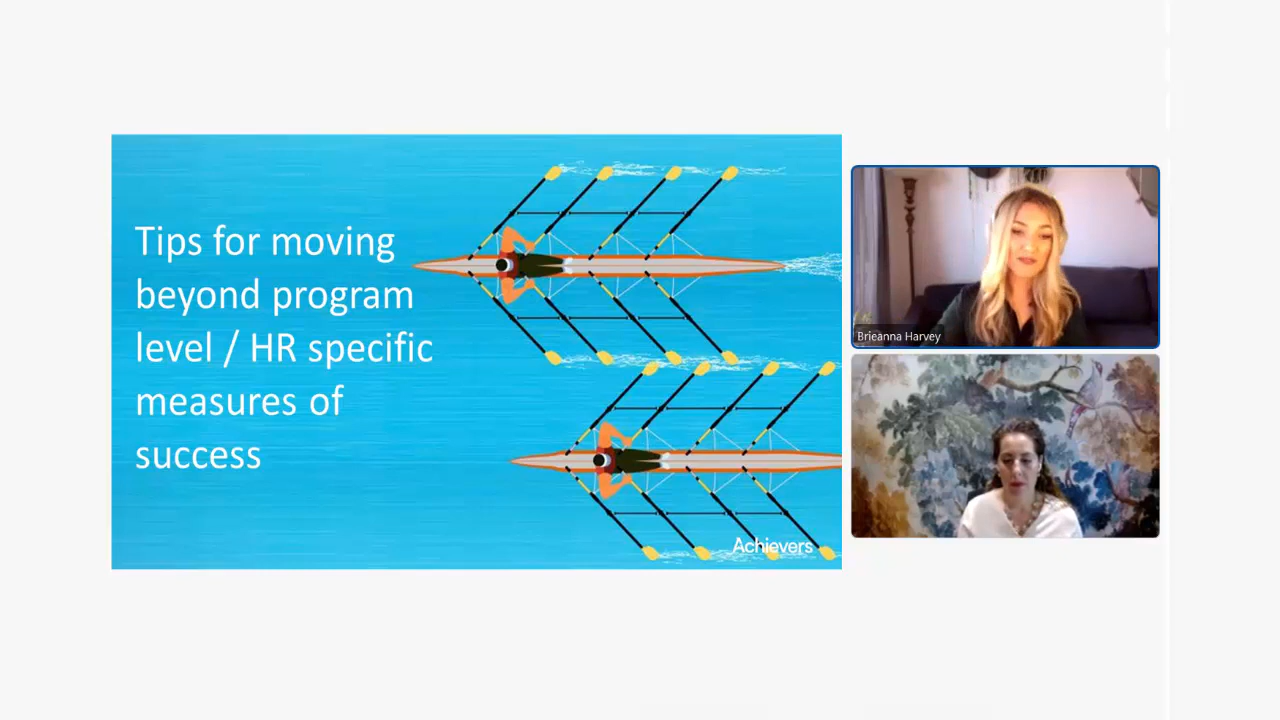 Tips for moving
beyond program
level / HR specific
measures of
success
Achievers
Brieanna Harvey